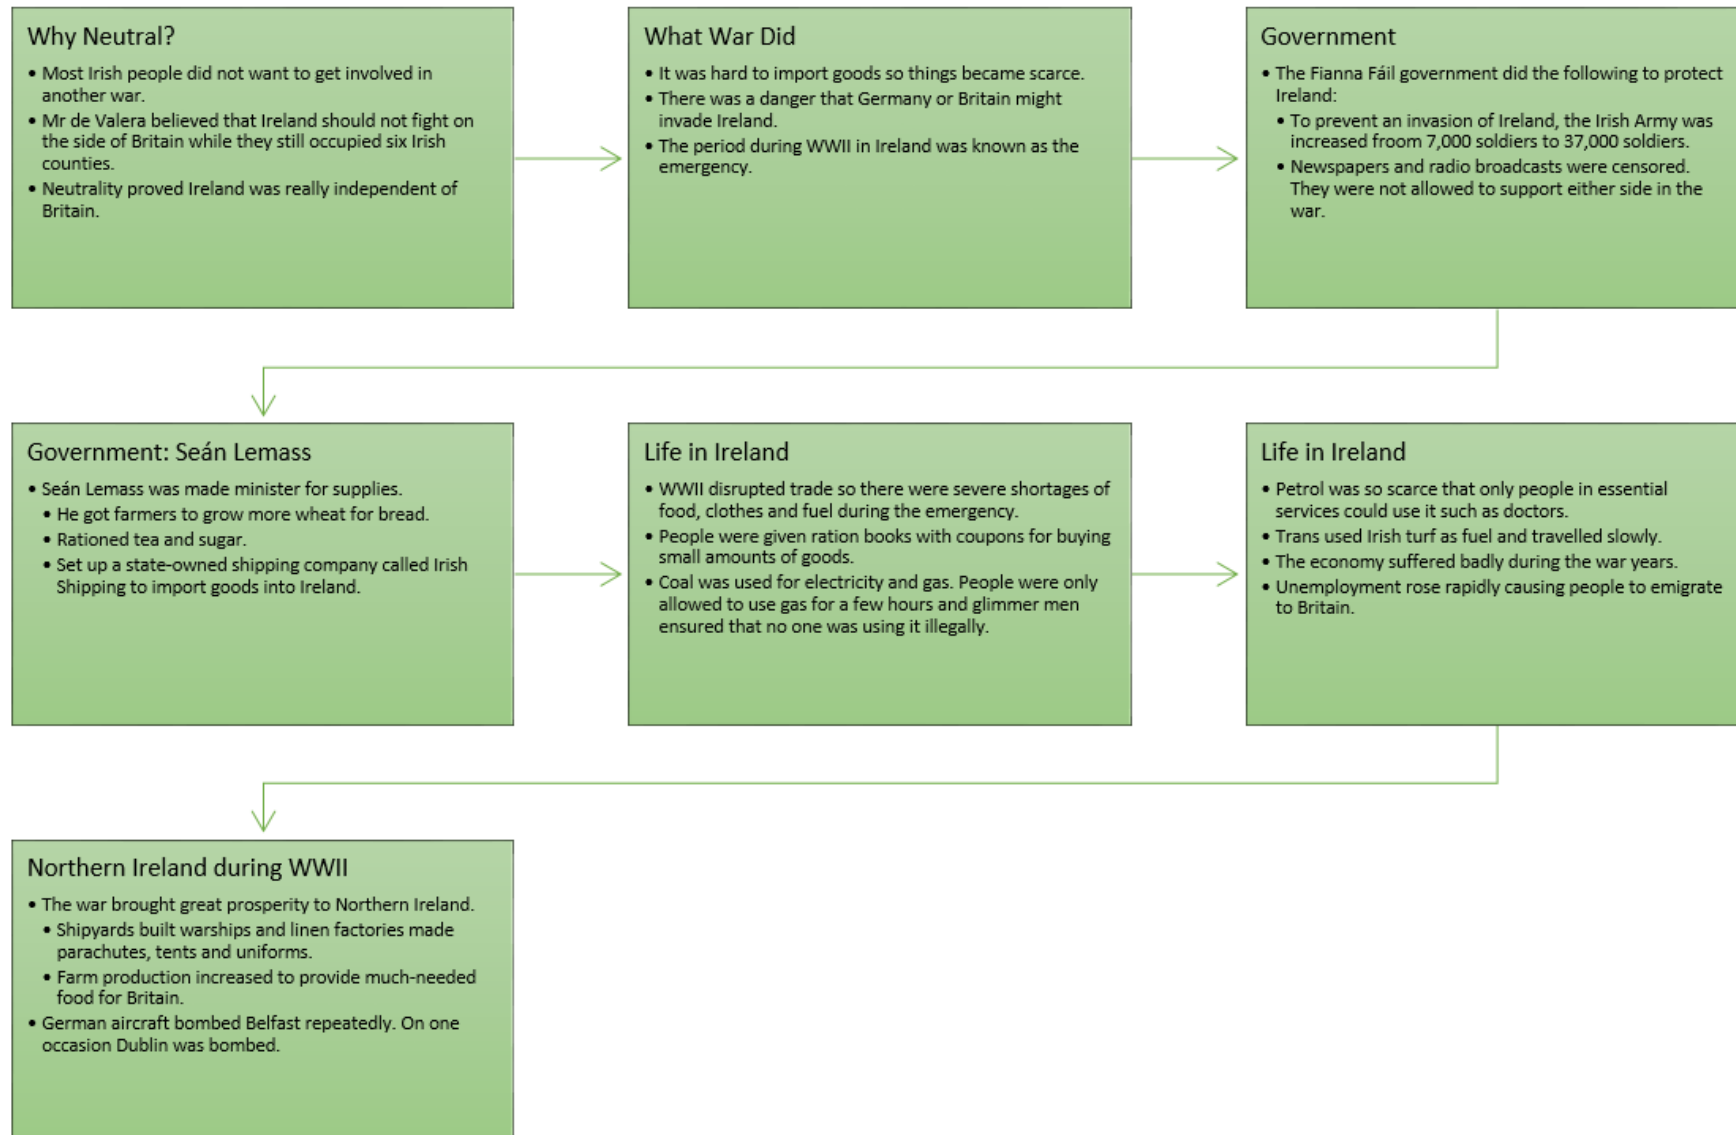 Why Neutral?
• Most Irish people did not want to get involved in
another war.
• Mr de Valera believed that Ireland should not fight on
the side of Britain while they still occupied six Irish
counties.
• Neutrality proved Ireland was really independent of
Britain.
What War Did
• It was hard to import goods so things became scarce.
• There was a danger that Germany or Britain might
invade Ireland.
• The period during WWII in Ireland was known as the
emergency.
Government
• The Fianna Fáil government did the following to protect
Ireland:
• To prevent an invasion of Ireland, the Irish Army was
increased froom 7,000 soldiers to 37,000 soldiers.
• Newspapers and radio broadcasts were censored.
They were not allowed to support either side in the
war.
Government: Seán Lemass
• Seán Lemass was made minister for supplies.
• He got farmers to grow more wheat for bread.
• Rationed tea and sugar.
• Set up a state-owned shipping company called Irish
Shipping to import goods into Ireland.
Life in Ireland
• WWII disrupted trade so there were severe shortages of
food, clothes and fuel during the emergency.
• People were given ration books with coupons for buying
small amounts of goods.
• Coal was used for electricity and gas. People were only
allowed to use gas for a few hours and glimmer men
ensured that no one was using it illegally.
Life in Ireland
• Petrol was so scarce that only people in essential
services could use it such as doctors.
• Trans used Irish turf as fuel and travelled slowly.
• The economy suffered badly during the war years.
• Unemployment rose rapidly causing people to emigrate
to Britain.
Northern Ireland during WWII
• The war brought great prosperity to Northern Ireland.
• Shipyards built warships and linen factories made
parachutes, tents and uniforms.
• Farm production increased to provide much-needed
food for Britain.
• German aircraft bombed Belfast repeatedly. On one
occasion Dublin was bombed.